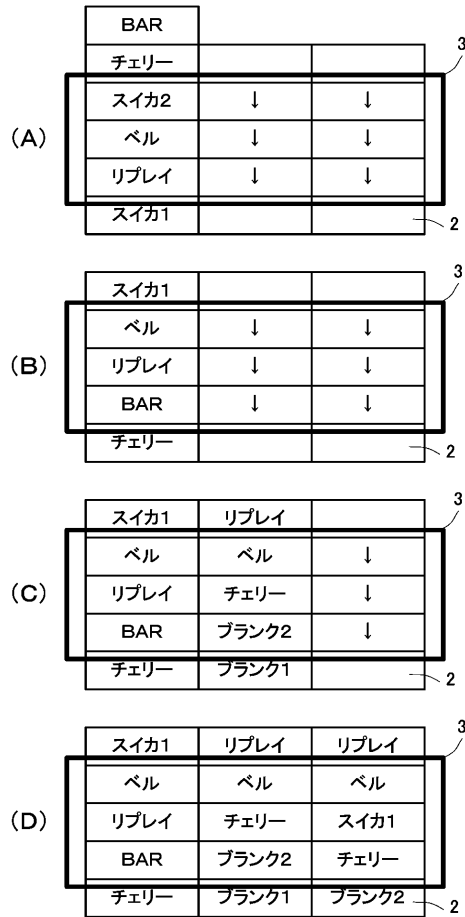 BAR
チェリー
3
スイカ2 ↓ ↓
(A) ベル ↓ ↓
リプレイ ↓ ↓
スイカ1 2
スイカ1 3
ベル ↓ ↓
(B) リプレイ ↓ ↓
BAR ↓ ↓
チェリー 2
スイカ1 リプレイ 3
ベル ベル ↓
(C) リプレイ チェリー ↓
BAR ブランク2 ↓
チェリー ブランク1 2
スイカ1 リプレイ リプレイ 3
ベル ベル ベル
(D) リプレイ チェリー スイカ1
BAR ブランク2 チェリー
チェリー ブランク1 ブランク2 2